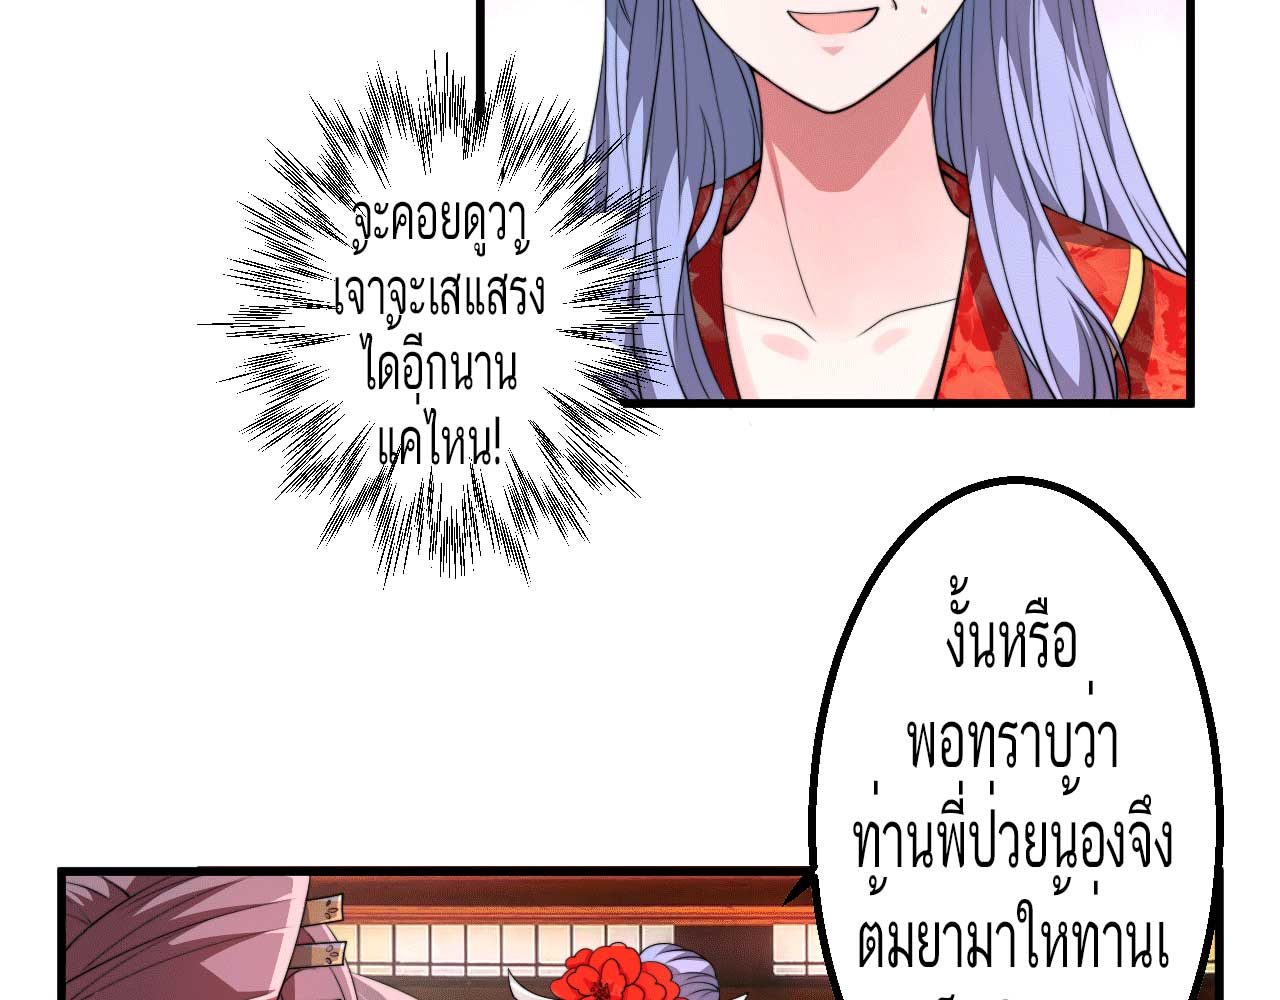 จะคอยดูว่า
เจ้าจะเสแสร้ง
ได้อีกนาน
แค่ไหน!
งั้นหรือ
พอทราบว่า
ท่านพี่ป่วยน้องจึง
ต้มยามาให้ท่านเ